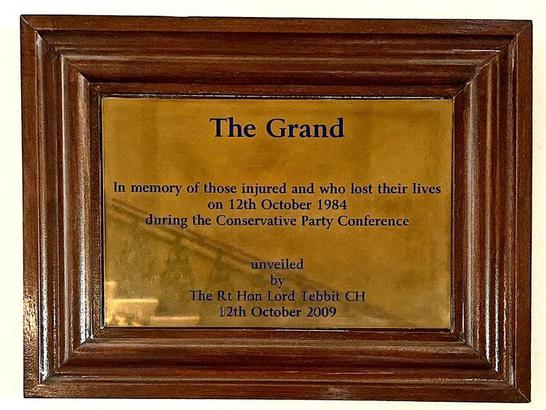 The Grand
In memory of those injured and who lost their lives
on 12th October 1984
during the Conservative Party Conference
unveiled
by
The Rt Hon Lord Tebbit CH
12th October 2009